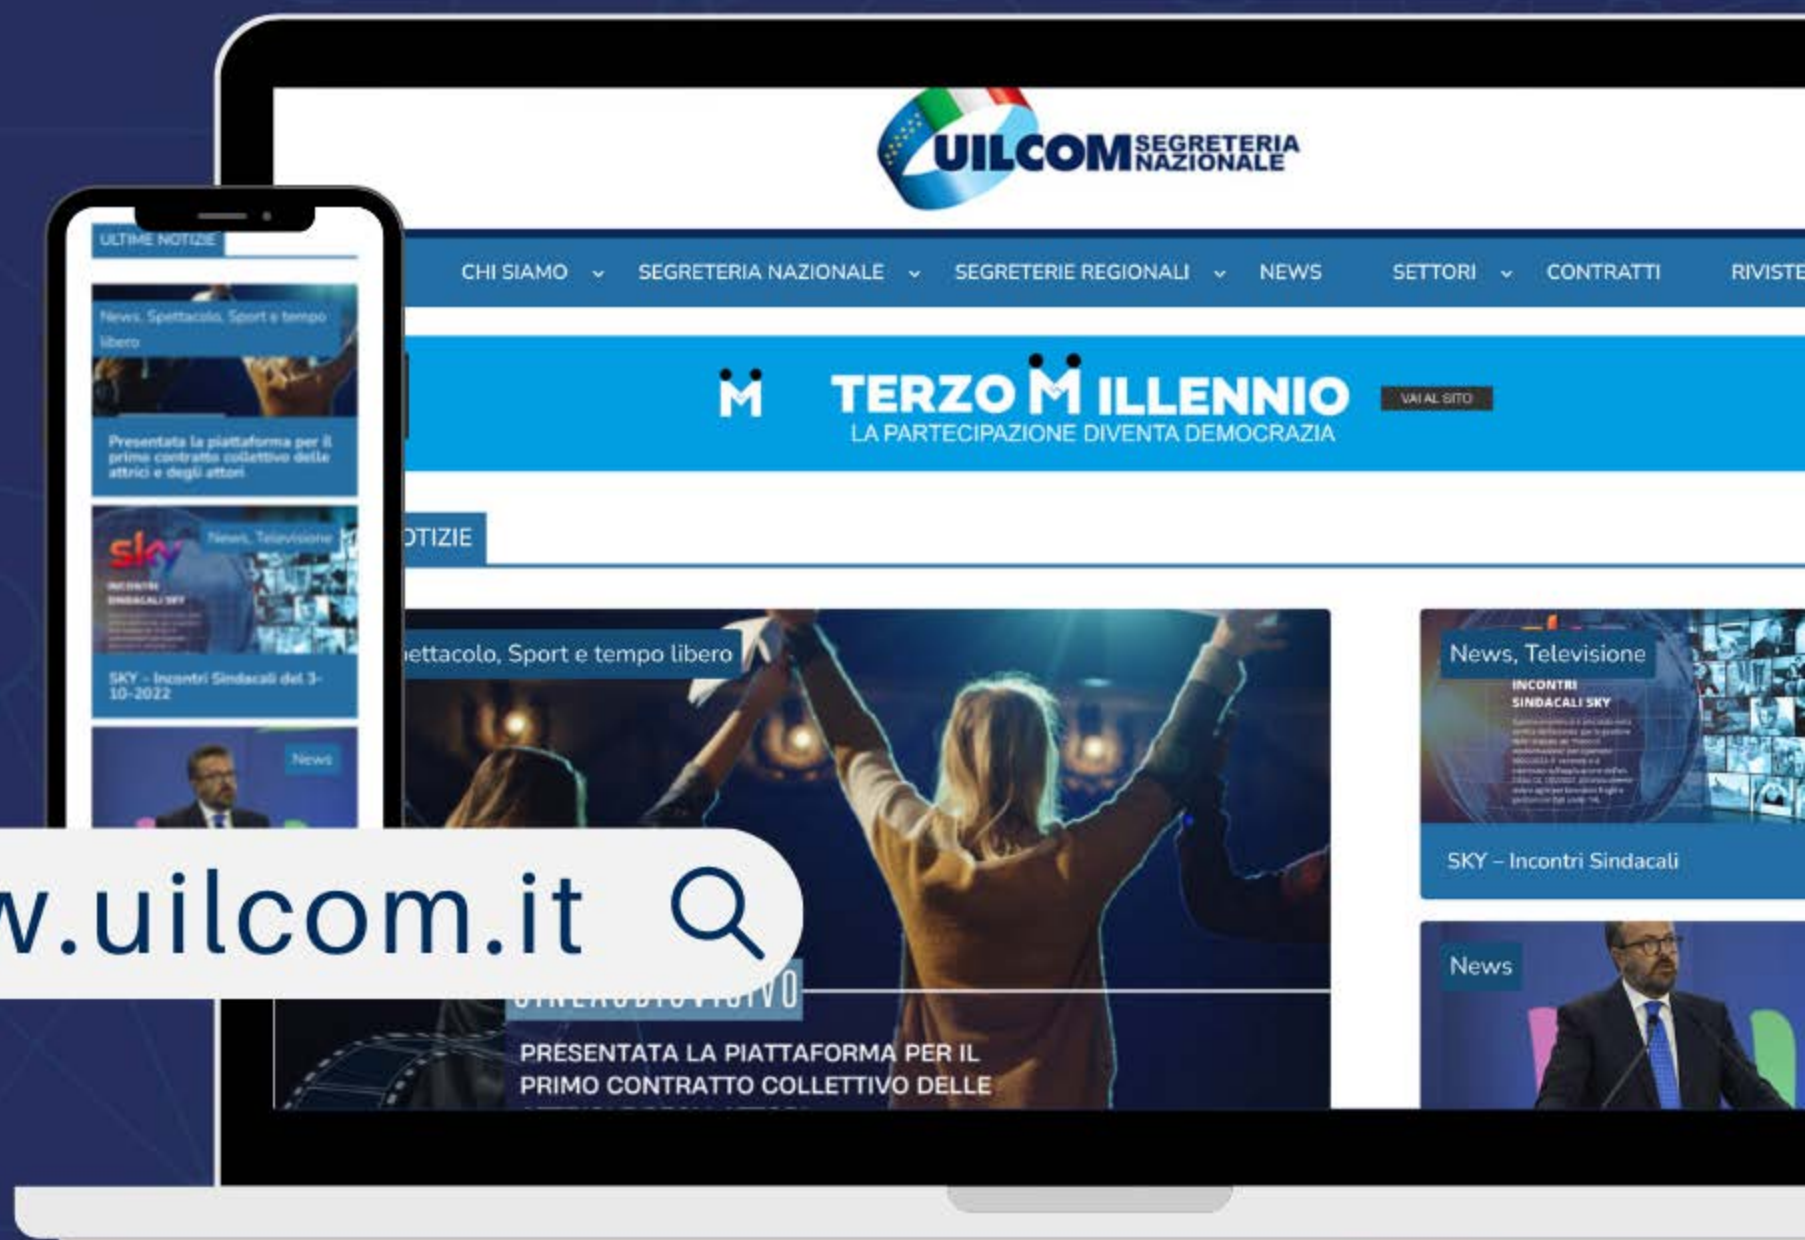 UILCOM SEGRETERIA
NAZIONALE
CHI SIAMO SEGRETERIA NAZIONALE SEGRETERIE REGIONALI NEWS SETTORI CONTRATTI RIVISTE
M TERZO MILLENNIO VAI AL SITO
LA PARTECIPAZIONE DIVENTA DEMOCRAZIA
OTIZIE
ettacolo, Sport e tempo libero
PRESENTATA LA PIATTAFORMA PER IL
PRIMO CONTRATTO COLLETTIVO DELLE
News, Televisione
INCONTRI
SINDACALI SKY
SKY – Incontri Sindacali
News
ULTIME NOTIZIE
News, Spettacolo, Sport e tempo
libero
Presentata la piattaforma per il
primo contratto collettivo delle
attrici e degli attori
sky
News, Televisione
INCONTRI
SINDACALI SKY
SKY – Incontri Sindacali del 3-
10-2022
News
w.uilcom.it